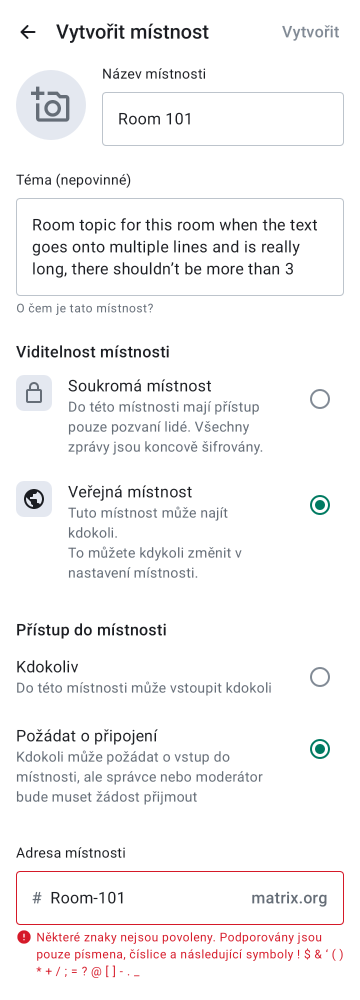 Vytvořit místnost
Vytvořit
Název místnosti
Room 101
Téma (nepovinné)
Room topic for this room when the text
goes onto multiple lines and is really
long, there shouldn’t be more than 3
O čem je tato místnost?
Viditelnost místnosti
Soukromá místnost
Do této místnosti mají přístup
pouze pozvaní lidé. Všechny
zprávy jsou koncově šifrovány.
Veřejná místnost
Tuto místnost může najít
kdokoli.
To můžete kdykoli změnit v
nastavení místnosti.
Přístup do místnosti
Kdokoliv
Do této místnosti může vstoupit kdokoli
Požádat o připojení
Kdokoli může požádat o vstup do
místnosti, ale správce nebo moderátor
bude muset žádost přijmout
Adresa místnosti
# Room-101 matrix.org
Některé znaky nejsou povoleny. Podporovány jsou
pouze písmena, číslice a následující symboly ! $ & ‘ ( )
* + / ; = ? @ [ ] - . _